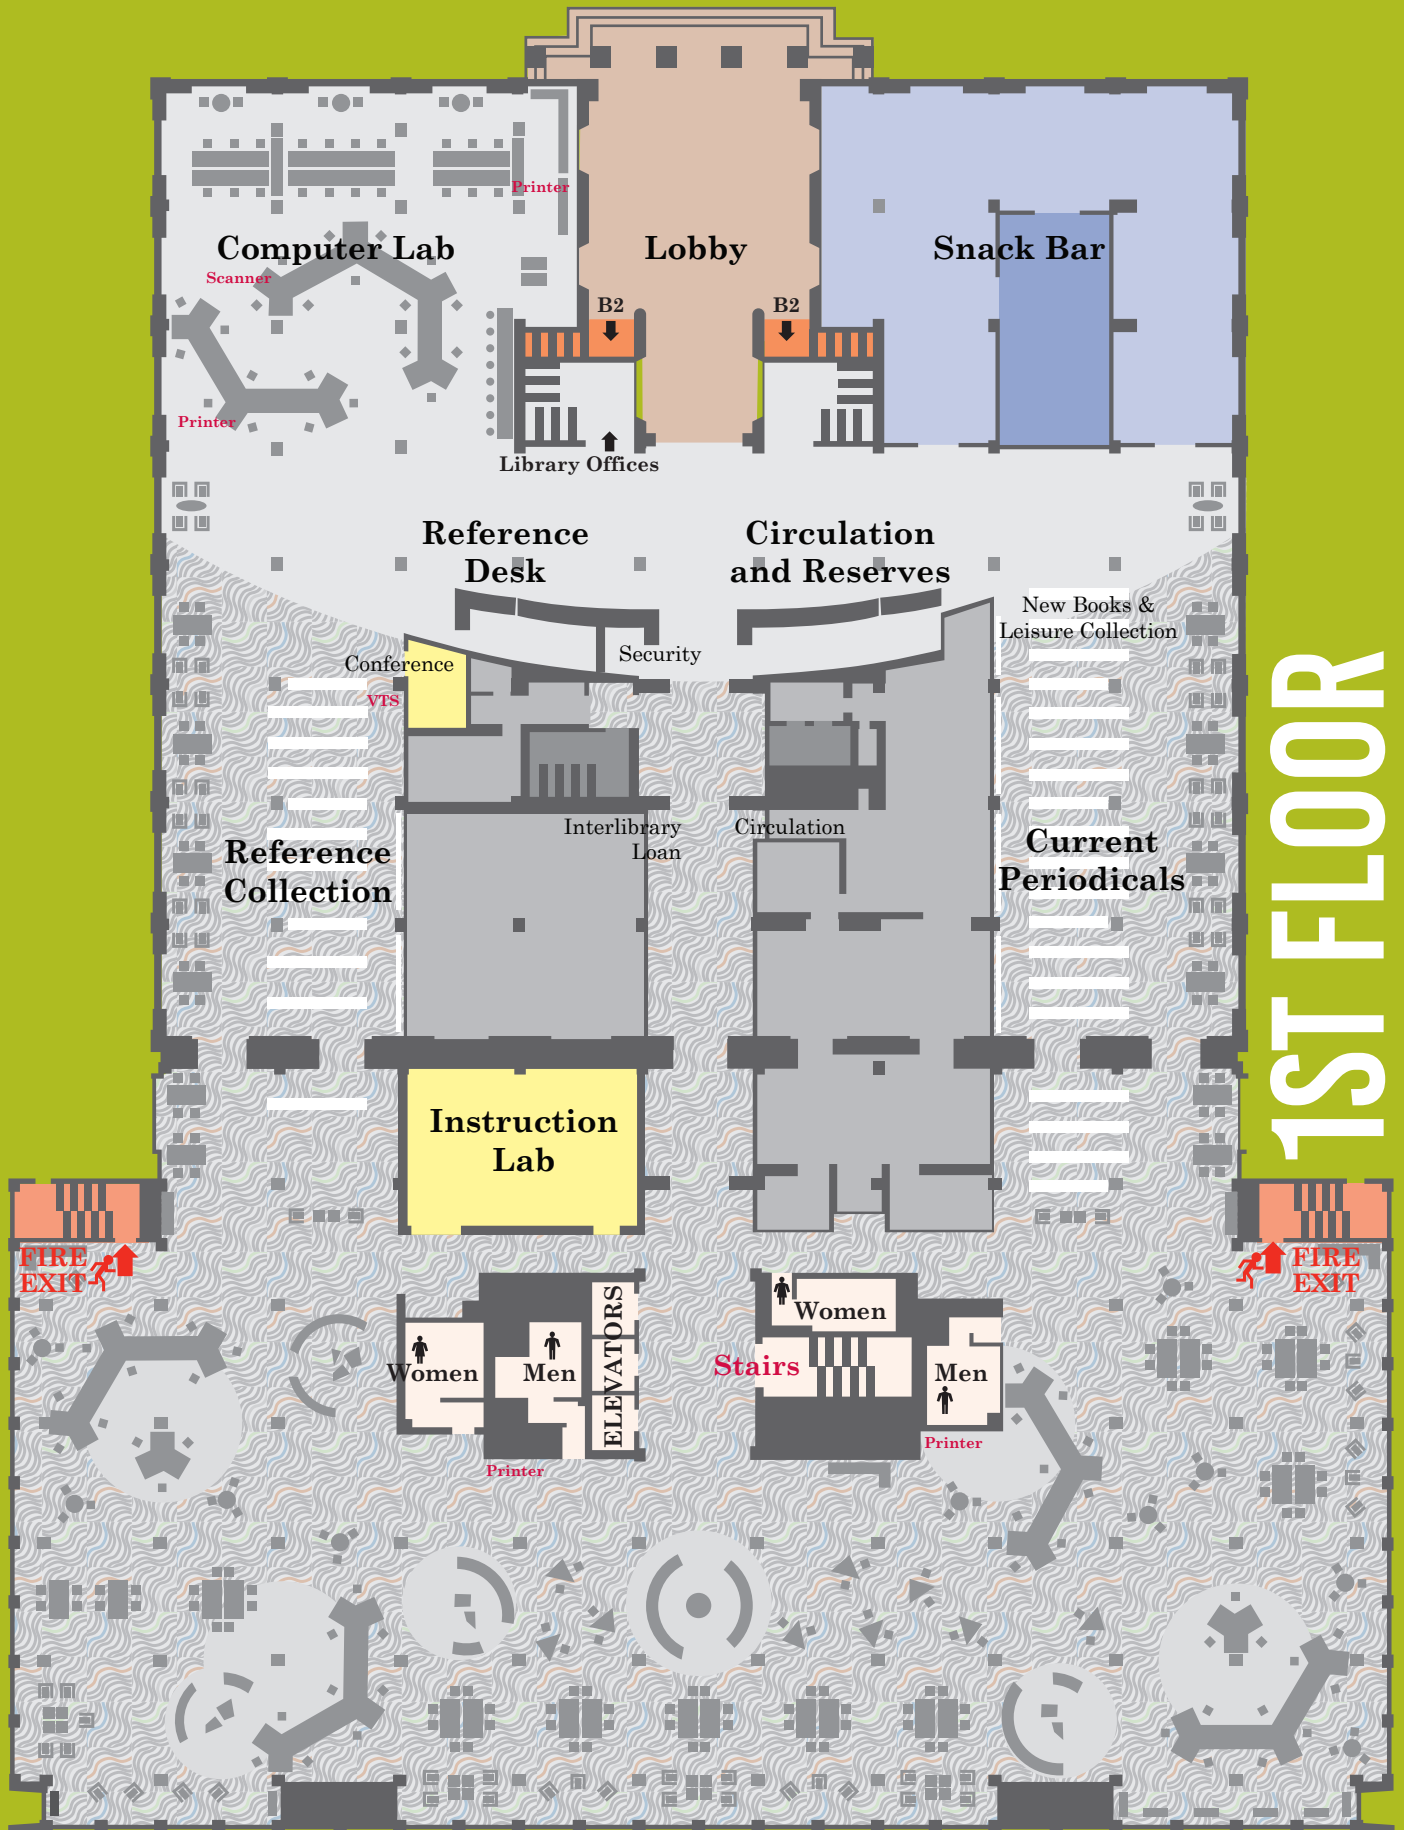 Printer
Computer Lab
Lobby
Snack Bar
Scanner
B2
B2
Printer
Library Offices
Reference
Desk
Circulation
and Reserves
New Books &
Leisure Collection
Conference
Security
VTS
Interlibrary
Loan
Circulation
Reference
Collection
Current
Periodicals
1ST FLOOR
Instruction
Lab
FIRE
EXIT
FIRE
EXIT
ELEVATORS
Women
Women
Men
Stairs
Men
Printer
Printer